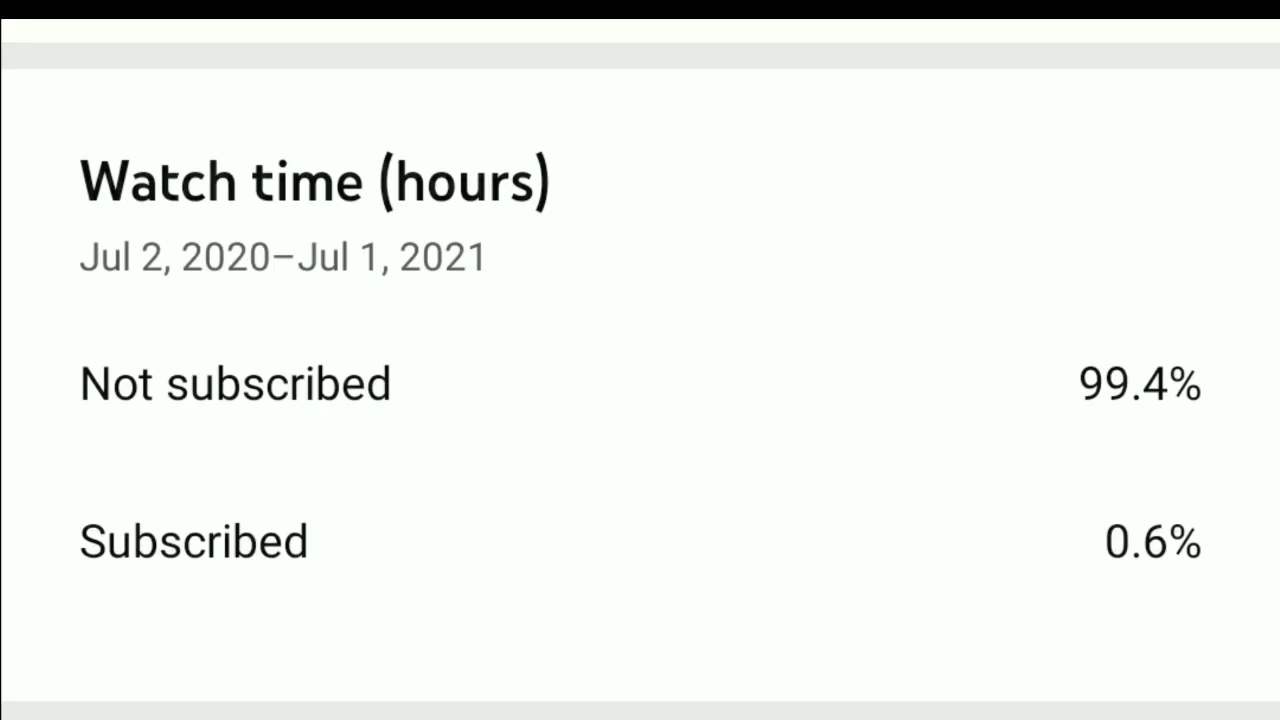 Watch time (hours)
Jul 2, 2020–Jul 1, 2021
Not subscribed 99.4%
Subscribed 0.6%